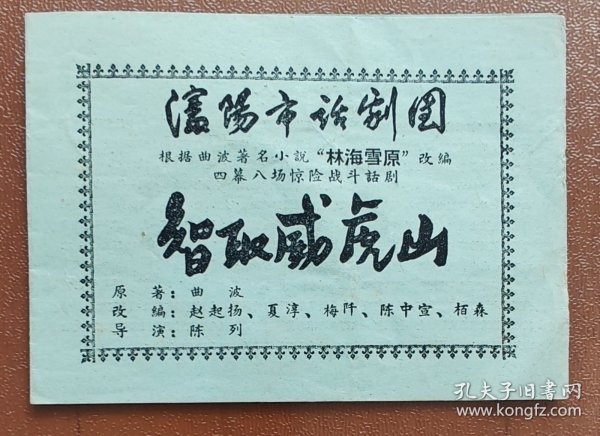 瀋陽市话剧团
根据曲波著名小説“林海雪原”改编
四幕八场惊险战斗話剧
智取威虎山
原著：曲波
改编：赵起扬、夏淳、梅阡、陈中宣、栢森
导演：陈列
孔夫子旧书网
www.kongfz.com